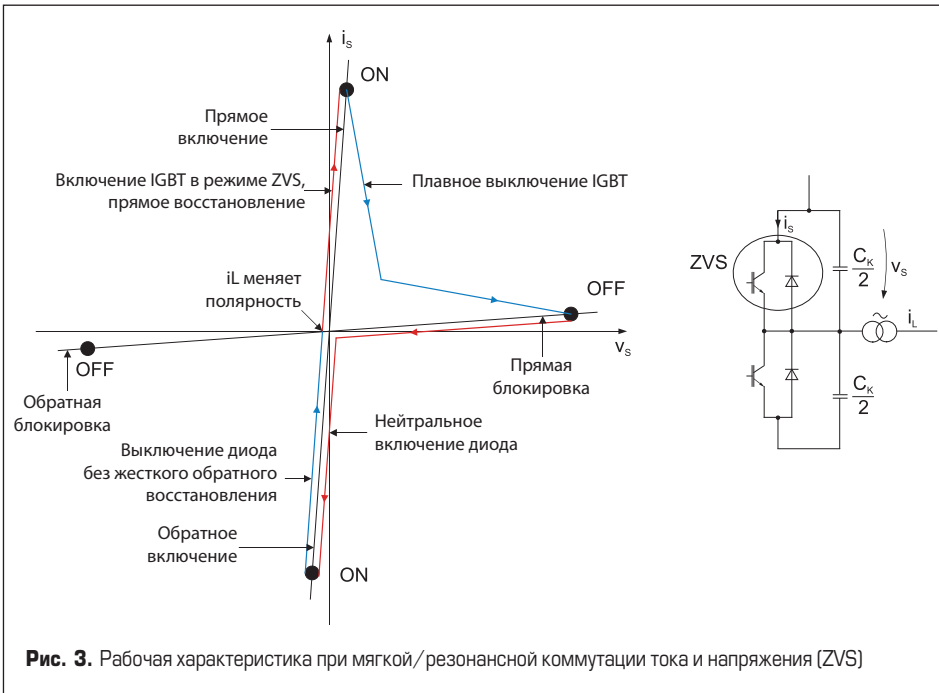 i_S
ON
Прямое
включение
Включение IGBT в режиме ZVS,
прямое восстановление
Плавное выключение IGBT
iL меняет
полярность
OFF
v_S
OFF
Обратная
блокировка
Прямая
блокировка
Нейтральное
включение диода
Выключение диода
без жесткого обратного
восстановления
Обратное
включение
ON
i_S
ZVS
C_K
2
v_S
~
i_L
C_K
2
Рис. 3. Рабочая характеристика при мягкой/резонансной коммутации тока и напряжения (ZVS)